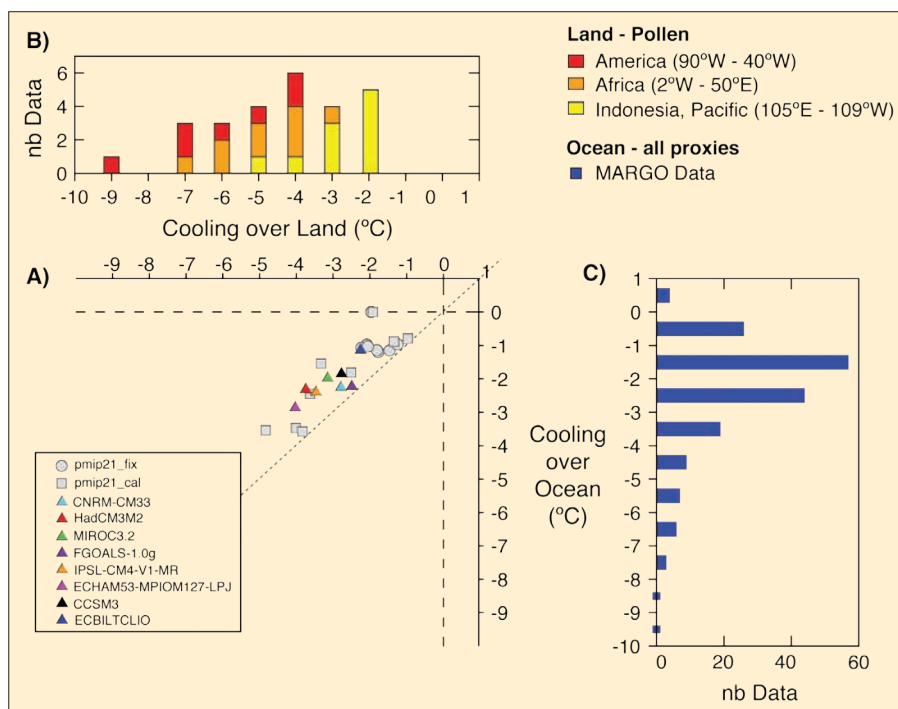 B)
nb Data
6
4
2
0
-10 -9 -8 -7 -6 -5 -4 -3 -2 -1 0 1
Cooling over Land (ºC)
Land - Pollen
America (90ºW - 40ºW)
Africa (2ºW - 50ºE)
Indonesia, Pacific (105ºE - 109ºW)
Ocean - all proxies
MARGO Data
A)
-9 -8 -7 -6 -5 -4 -3 -2 -1 0 1
0
-1
-2
-3
-4
-5
-6
-7
-8
-9
Cooling
over
Ocean
(ºC)
pmip21_fix
pmip21_cal
CNRM-CM33
HadCM3M2
MIROC3.2
FGOALS-1.0g
IPSL-CM4-V1-MR
ECHAM53-MPIOM127-LPJ
CCSM3
ECBILTCLIO
C)
1
0
-1
-2
-3
-4
-5
-6
-7
-8
-9
-10
0 20 40 60
nb Data